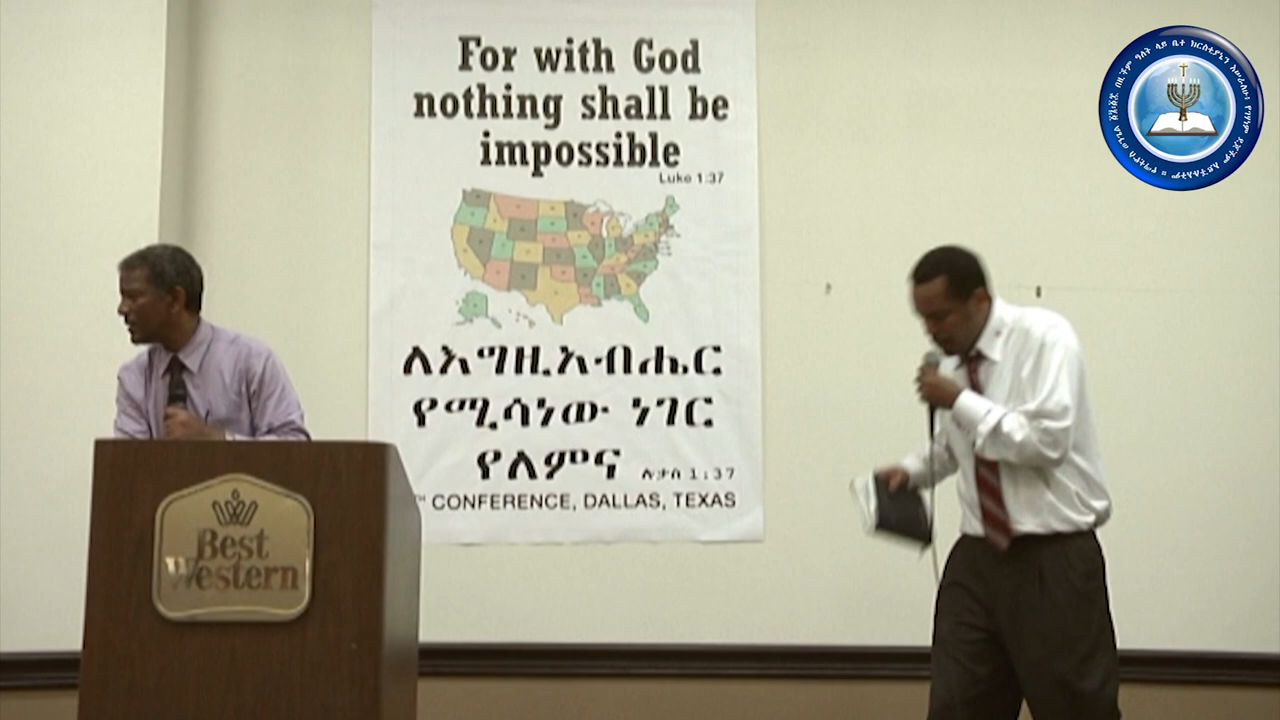 For with God
nothing shall be
impossible
Luke 1:37
ለእግዚአብሔር
የሚሳነው ነገር
የለምና ሉቃስ 1:37
TH CONFERENCE, DALLAS, TEXAS
Best
Western